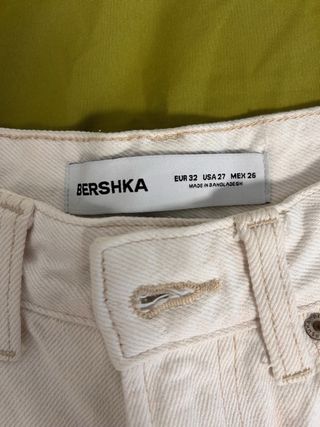 BERSHKA
EUR 32 USA 27 MEX 26
MADE IN BANGLADESH